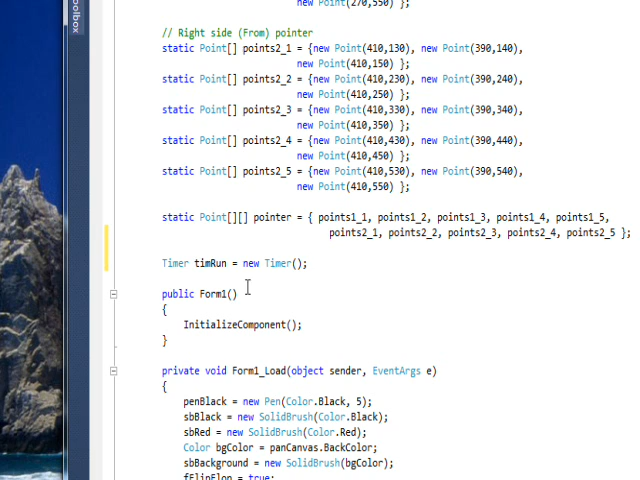 new Point(270,550) };
// Right side (From) pointer
static Point[] points2_1 = {new Point(410,130), new Point(390,140),
new Point(410,150) };
static Point[] points2_2 = {new Point(410,230), new Point(390,240),
new Point(410,250) };
static Point[] points2_3 = {new Point(410,330), new Point(390,340),
new Point(410,350) };
static Point[] points2_4 = {new Point(410,430), new Point(390,440),
new Point(410,450) };
static Point[] points2_5 = {new Point(410,530), new Point(390,540),
new Point(410,550) };
static Point[][] pointer = { points1_1, points1_2, points1_3, points1_4, points1_5,
points2_1, points2_2, points2_3, points2_4, points2_5 };
Timer timRun = new Timer();
public Form1()
{
InitializeComponent();
}
private void Form1_Load(object sender, EventArgs e)
{
penBlack = new Pen(Color.Black, 5);
sbBlack = new SolidBrush(Color.Black);
sbRed = new SolidBrush(Color.Red);
Color bgColor = panCanvas.BackColor;
sbBackground = new SolidBrush(bgColor);
fFlipFlop = true;